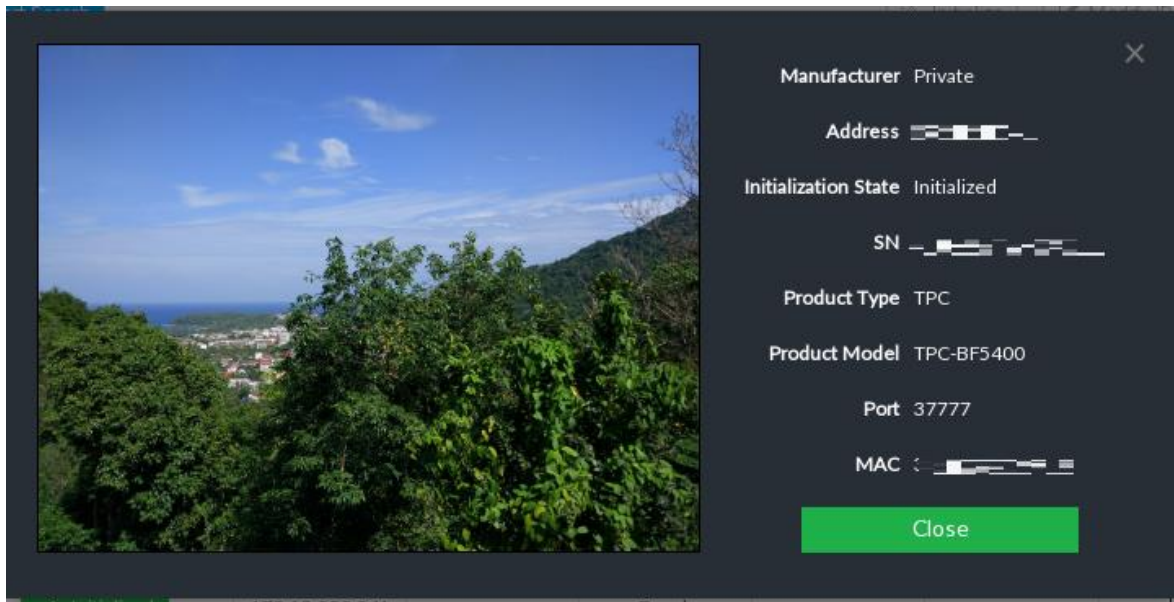 Manufacturer Private
Address
Initialization State Initialized
SN
Product Type TPC
Product Model TPC-BF5400
Port 37777
MAC
Close